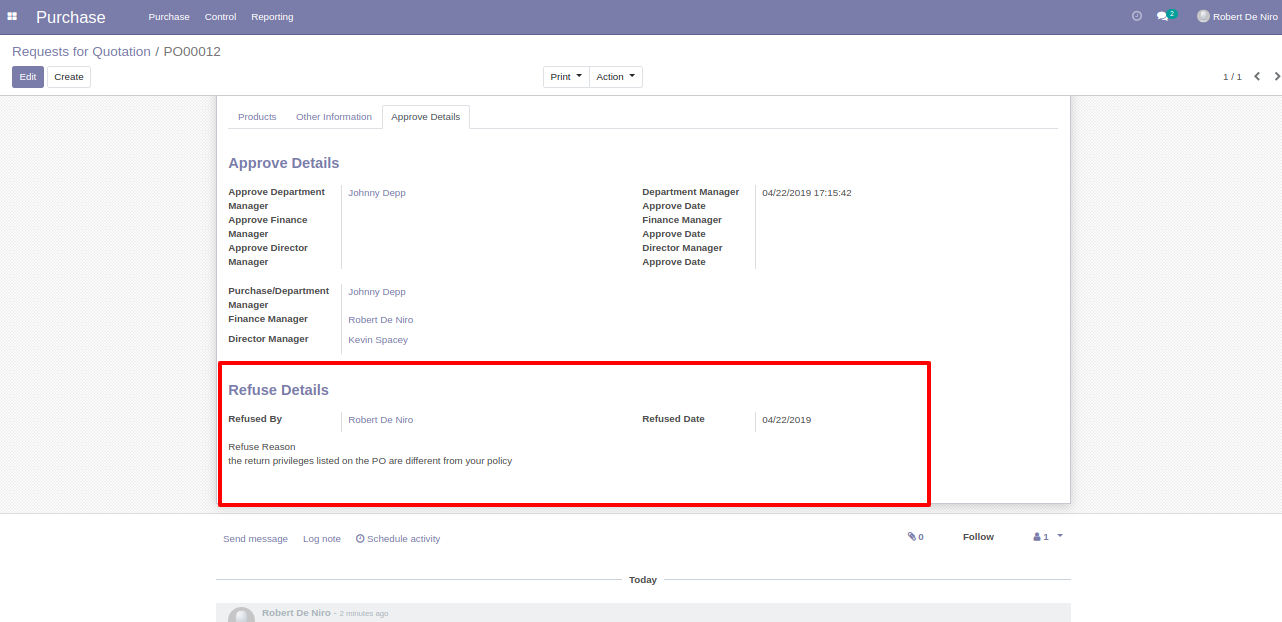 Purchase Purchase Control Reporting 2 Robert De Niro
Requests for Quotation / PO00012
Edit Create Print Action 1 / 1
Products Other Information Approve Details
Approve Details
Approve Department Manager Johnny Depp Department Manager Approve Date 04/22/2019 17:15:42
Approve Finance Manager Finance Manager Approve Date
Approve Director Manager Director Manager Approve Date
Purchase/Department Manager Johnny Depp
Finance Manager Robert De Niro
Director Manager Kevin Spacey
Refuse Details
Refused By Robert De Niro Refused Date 04/22/2019
Refuse Reason
the return privileges listed on the PO are different from your policy
Send message Log note Schedule activity 0 Follow 1
Today
Robert De Niro - 2 minutes ago